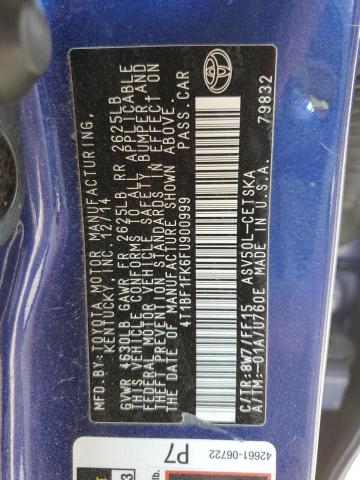 MFD. BY: TOYOTA MOTOR MANUFACTURING,
KENTUCKY, INC. 12/14
GVWR 4630LB GAWR FR 2625LB RR 2625LB
THIS VEHICLE CONFORMS TO ALL APPLICABLE
FEDERAL MOTOR VEHICLE SAFETY, BUMPER, AND
THEFT PREVENTION STANDARDS IN EFFECT ON
THE DATE OF MANUFACTURE SHOWN ABOVE.
4T1BF1FK6FU900999 PASS.CAR
C/TR:8W7/FF15 ASV50L-CETSKA
A/TM:-01A/U760E U.S.A.
79832
42661-06722
P7
lb.
3